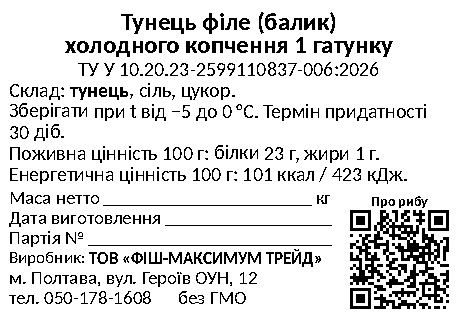 Тунець філе (балик)
холодного копчення 1 гатунку
ТУ У 10.20.23-2599110837-006:2026
Склад: тунець, сіль, цукор.
Зберігати при t від −5 до 0 °С. Термін придатності
30 діб.
Поживна цінність 100 г: білки 23 г, жири 1 г.
Енергетична цінність 100 г: 101 ккал / 423 кДж.
Маса нетто ____________________ кг
Про рибу
Дата виготовлення ________________
Партія № ________________________
Виробник: ТОВ «ФІШ-МАКСИМУМ ТРЕЙД»
м. Полтава, вул. Героїв ОУН, 12
тел. 050-178-1608 без ГМО